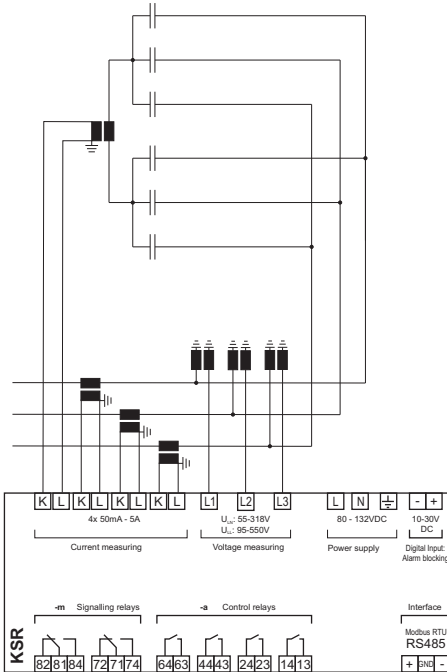 K L K L K L K L L1 L2 L3 L N - +
4x 50mA - 5A
ULN: 55-318V
ULL: 95-550V
80 - 132VDC
10-30V
DC
Current measuring
Voltage measuring
Power supply
Digital Input:
Alarm blocking
KSR
-m Signalling relays
-a Control relays
Interface
Modbus RTU
RS485
82 81 84 72 71 74 64 63 44 43 24 23 14 13 + GND -